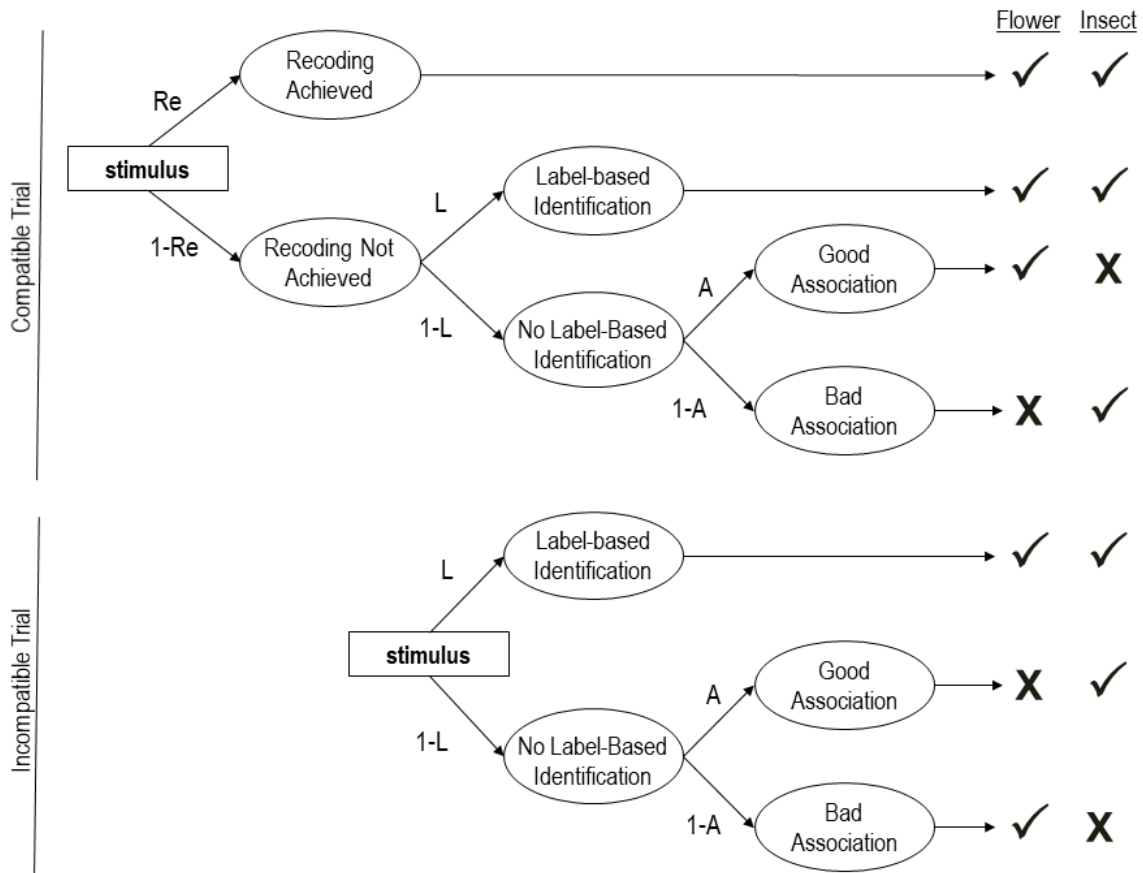 Flower Insect
Compatible Trial
Recoding
Achieved
✓ ✓
Re
stimulus
1-Re
Recoding Not
Achieved
L
Label-based
Identification
✓ ✓
1-L
No Label-Based
Identification
A
Good
Association
✓ X
1-A
Bad
Association
X ✓
Incompatible Trial
stimulus
L
Label-based
Identification
✓ ✓
1-L
No Label-Based
Identification
A
Good
Association
X ✓
1-A
Bad
Association
✓ X